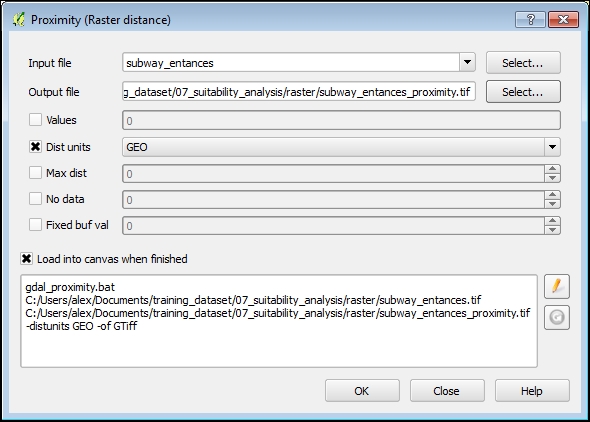 Proximity (Raster distance)
?
Input file
subway_entances
Select...
Output file
g_dataset/07_suitability_analysis/raster/subway_entances_proximity.tif
Select...
Values
0
Dist units
GEO
Max dist
0
No data
0
Fixed buf val
0
Load into canvas when finished
gdal_proximity.bat
C:/Users/alex/Documents/training_dataset/07_suitability_analysis/raster/subway_entances.tif
C:/Users/alex/Documents/training_dataset/07_suitability_analysis/raster/subway_entances_proximity.tif
-distunits GEO -of GTiff
OK
Close
Help